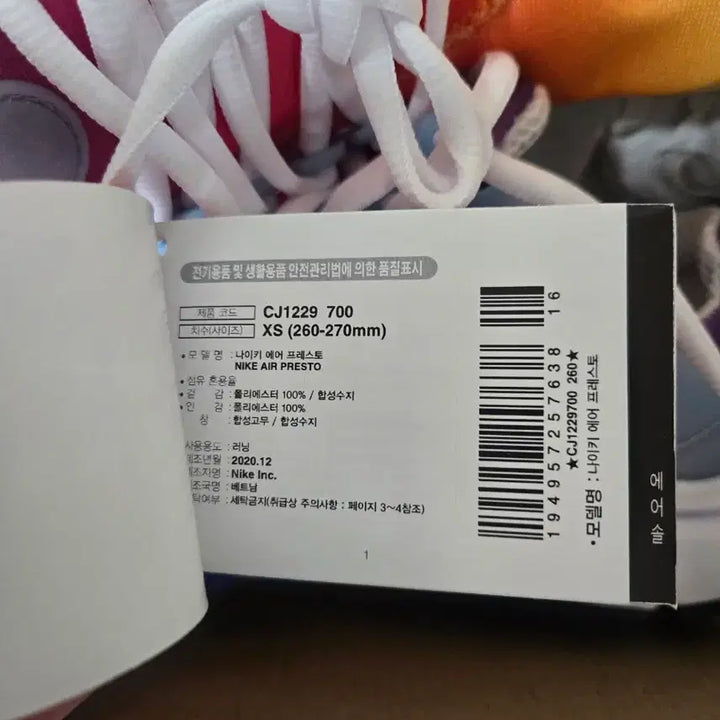 전기용품 및 생활용품 안전관리법에 의한 품질표시
제품 코드 CJ1229 700
치수(사이즈) XS (260-270mm)
• 모 델 명 : 나이키 에어 프레스토
NIKE AIR PRESTO
• 섬유 혼용율
• 겉 감 : 폴리에스터 100% / 합성수지
• 안 감 : 폴리에스터 100%
창 : 합성고무 / 합성수지
사용용도 : 러닝
제조년월 : 2020.12
제조자명 : Nike Inc.
제조국명 : 베트남
세탁여부 : 세탁금지(취급상 주의사항 : 페이지 3~4참조)
1
1 949572 57638 16
★CJ1229700 260★
• 모델명 : 나이키 에어 프레스토
에어솔